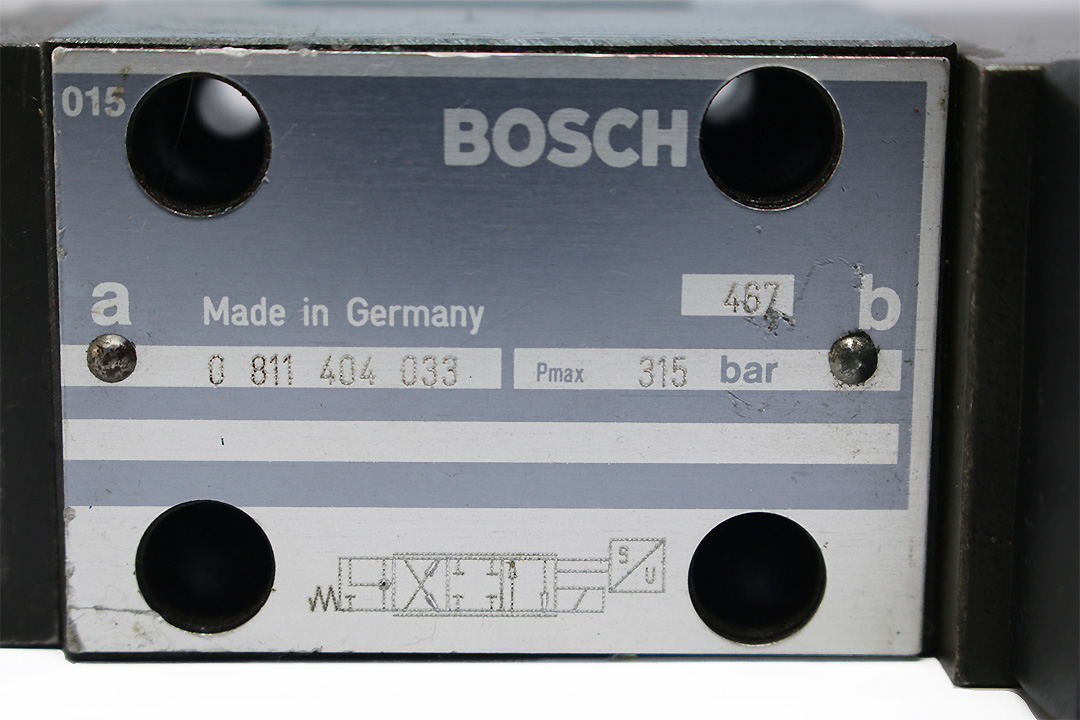 015
BOSCH
467
a
b
Made in Germany
0 811 404 033
Pmax 315 bar
S
U